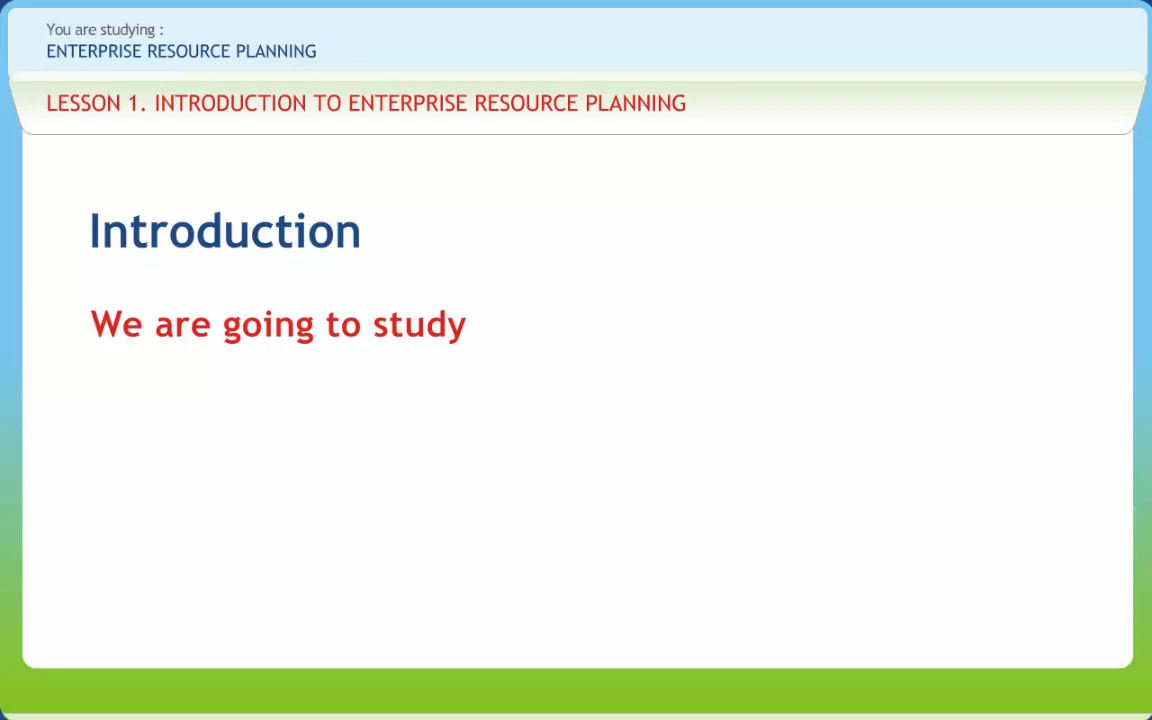 You are studying :
ENTERPRISE RESOURCE PLANNING
LESSON 1. INTRODUCTION TO ENTERPRISE RESOURCE PLANNING
Introduction
We are going to study